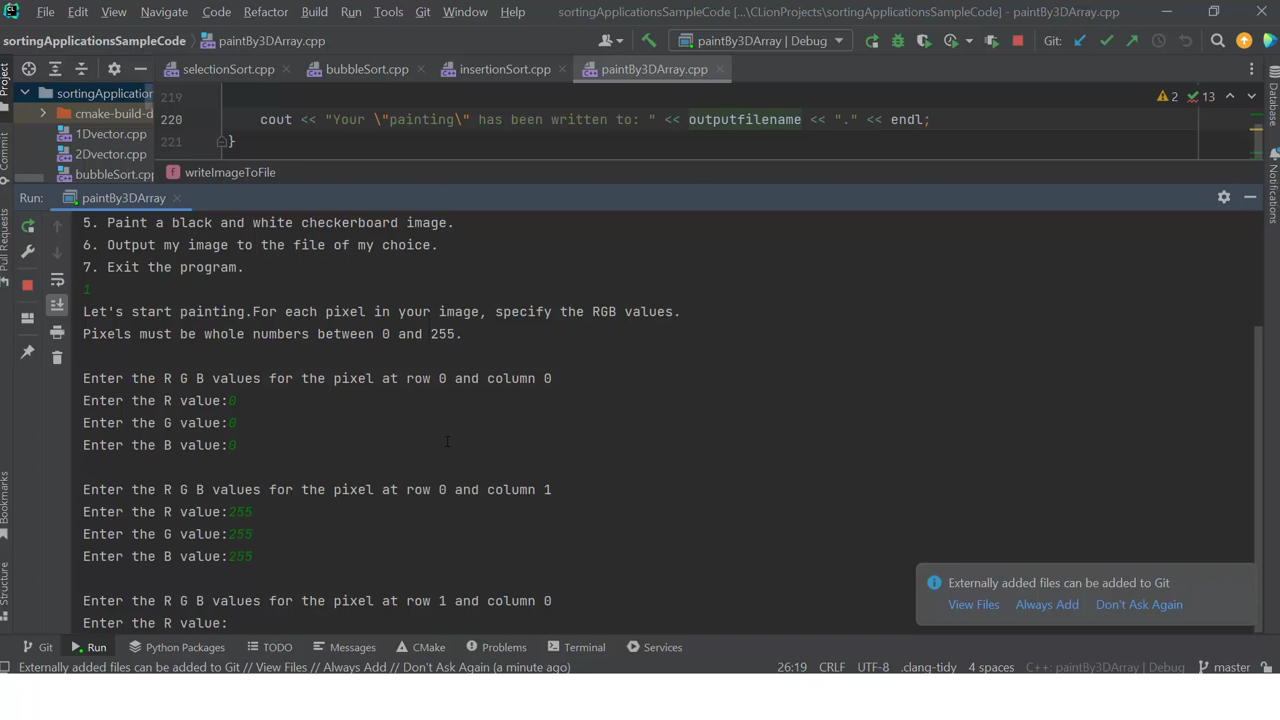 File Edit View Navigate Code Refactor Build Run Tools Git Window Help sortingApplicationsSampleCode [...\CLionProjects\sortingApplicationsSampleCode] - paintBy3DArray.cpp
sortingApplicationsSampleCode paintBy3DArray.cpp paintBy3DArray | Debug Git:
selectionSort.cpp bubbleSort.cpp insertionSort.cpp paintBy3DArray.cpp
Project
Commit
Pull Requests
Bookmarks
Structure
Database
Notifications
sortingApplication
cmake-build-d
1Dvector.cpp
2Dvector.cpp
bubbleSort.cpp
219
2 13
220 cout << "Your \"painting\" has been written to: " << outputfilename << "." << endl;
221 }
writeImageToFile
Run: paintBy3DArray
5. Paint a black and white checkerboard image.
6. Output my image to the file of my choice.
7. Exit the program.
1
Let's start painting.For each pixel in your image, specify the RGB values.
Pixels must be whole numbers between 0 and 255.
Enter the R G B values for the pixel at row 0 and column 0
Enter the R value:0
Enter the G value:0
Enter the B value:0
Enter the R G B values for the pixel at row 0 and column 1
Enter the R value:255
Enter the G value:255
Enter the B value:255
Enter the R G B values for the pixel at row 1 and column 0
Enter the R value:
Externally added files can be added to Git
View Files Always Add Don't Ask Again
Git Run Python Packages TODO Messages CMake Problems Terminal Services
Externally added files can be added to Git // View Files // Always Add // Don't Ask Again (a minute ago) 26:19 CRLF UTF-8 .clang-tidy 4 spaces C++: paintBy3DArray | Debug master